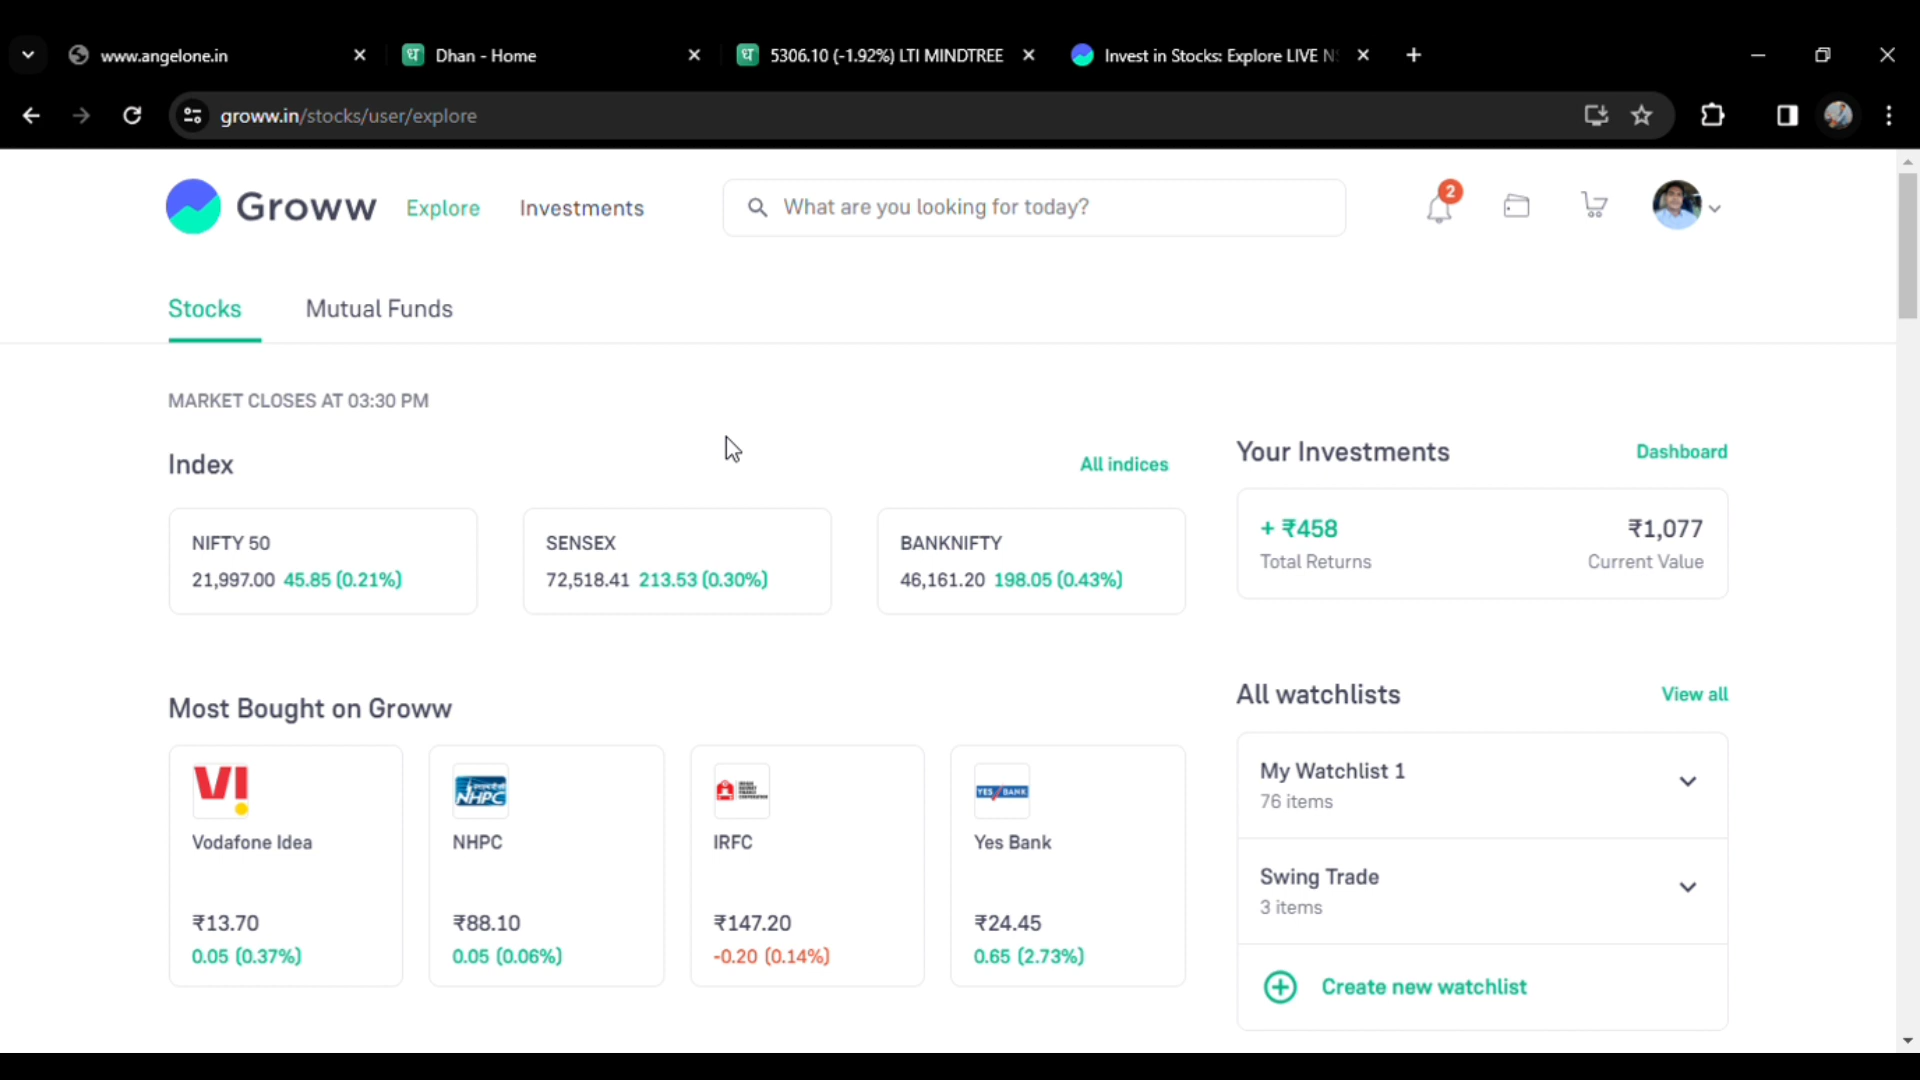 www.angelone.in
Dhan - Home
5306.10 (-1.92%) LTI MINDTREE
Invest in Stocks: Explore LIVE NS
groww.in/stocks/user/explore
Groww
Explore
Investments
What are you looking for today?
2
Stocks
Mutual Funds
MARKET CLOSES AT 03:30 PM
Index
All indices
NIFTY 50
21,997.00 45.85 (0.21%)
SENSEX
72,518.41 213.53 (0.30%)
BANKNIFTY
46,161.20 198.05 (0.43%)
Your Investments
Dashboard
+ ₹458
Total Returns
₹1,077
Current Value
Most Bought on Groww
VI
Vodafone Idea
₹13.70
0.05 (0.37%)
NHPC
NHPC
₹88.10
0.05 (0.06%)
IRFC
₹147.20
-0.20 (0.14%)
YES BANK
Yes Bank
₹24.45
0.65 (2.73%)
All watchlists
View all
My Watchlist 1
76 items
Swing Trade
3 items
Create new watchlist